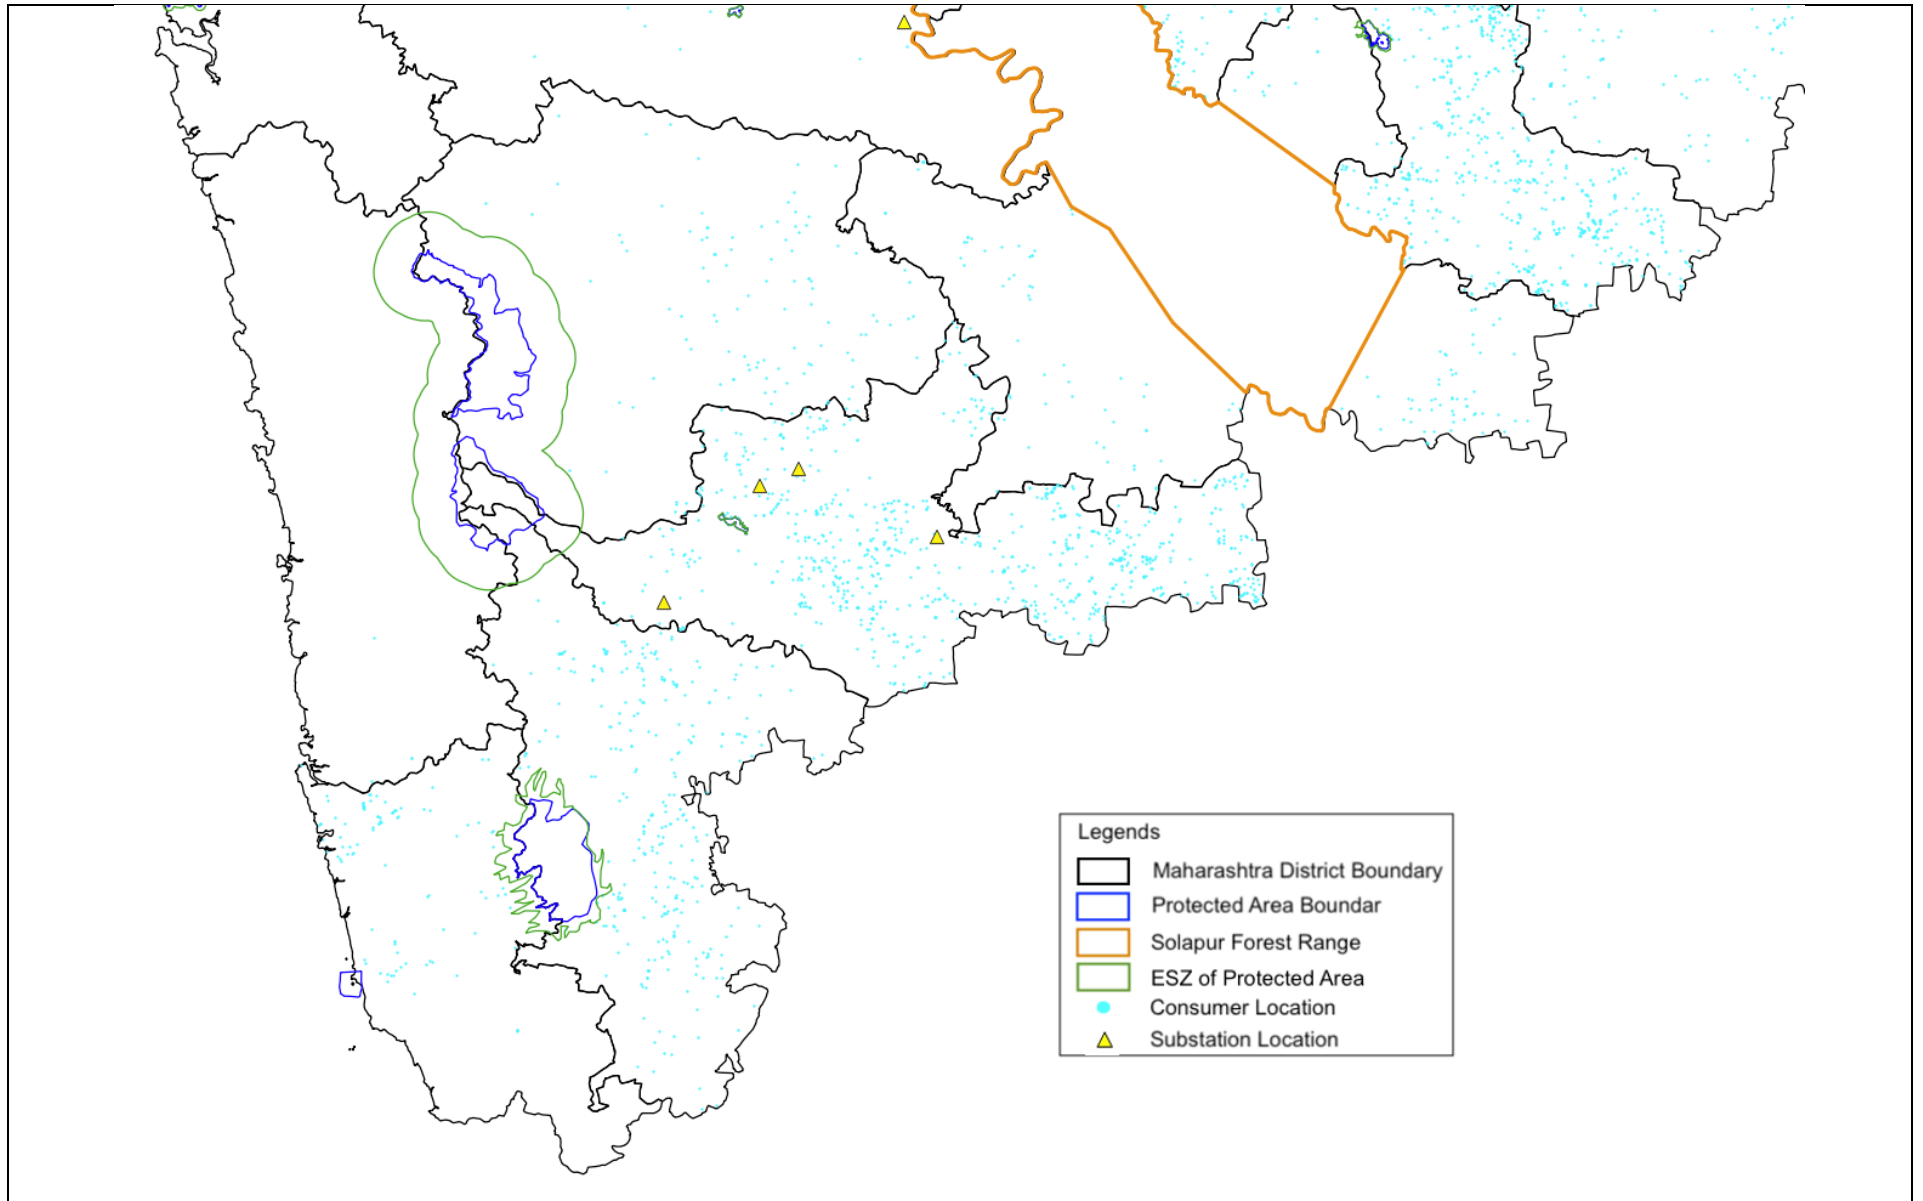 Legends
Maharashtra District Boundary
Protected Area Boundar
Solapur Forest Range
ESZ of Protected Area
Consumer Location
Substation Location